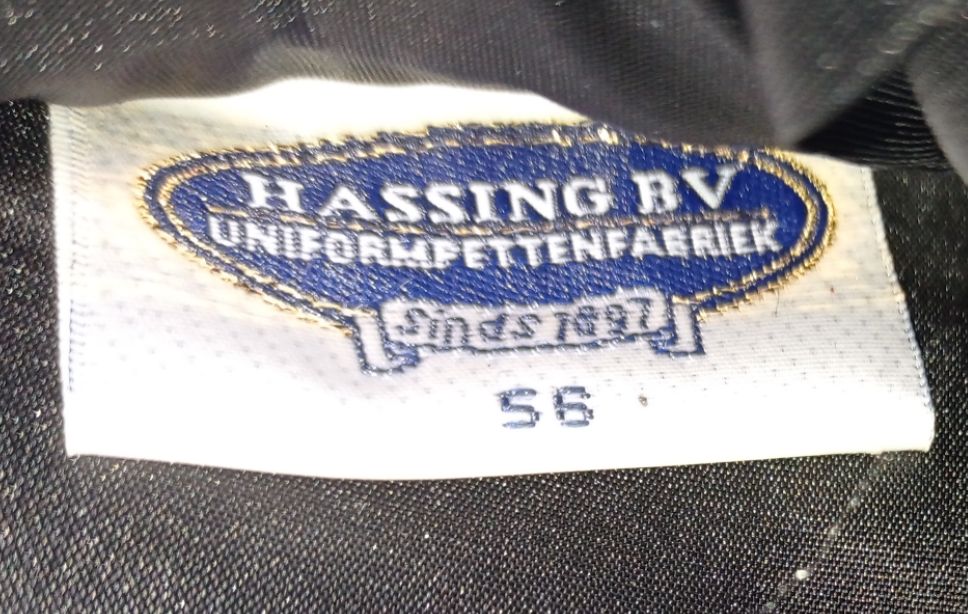 HASSING BV
UNIFORMPETTENFABRIEK
Sinds 1897
56